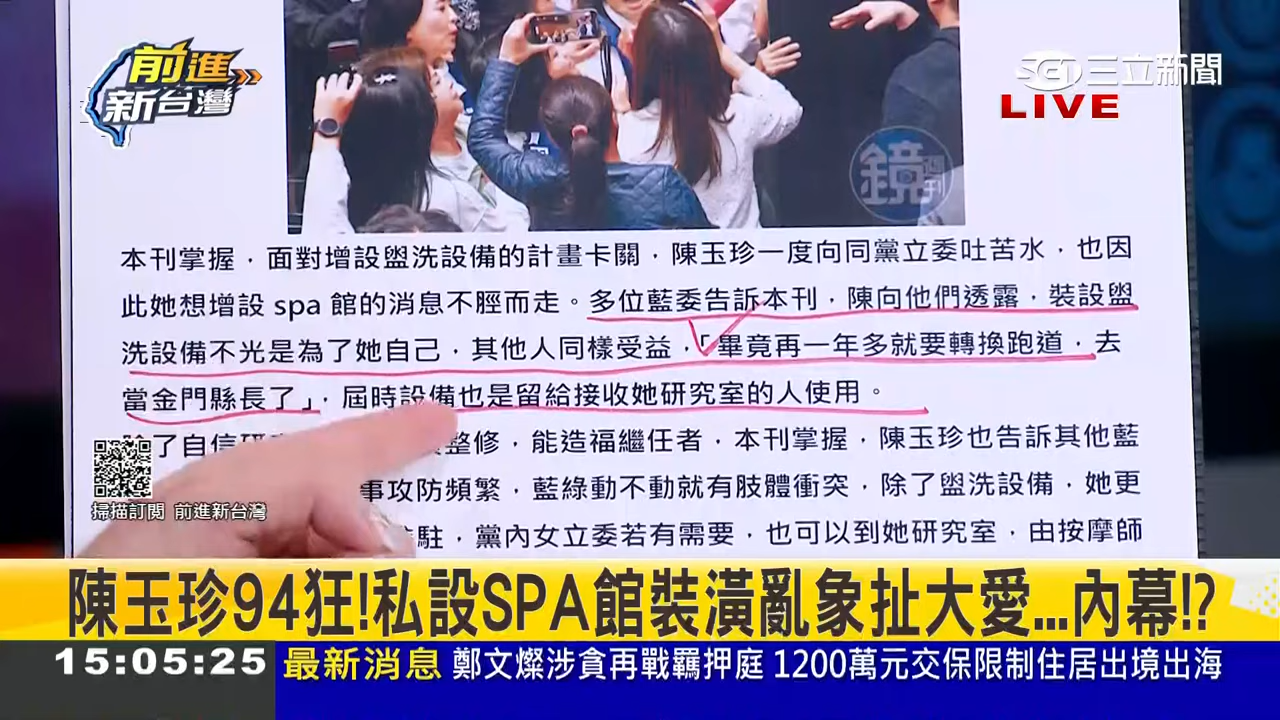 前進
新台灣
SET 三立新聞
LIVE
鏡週刊
本刊掌握，面對增設盥洗設備的計畫卡關，陳玉珍一度向同黨立委吐苦水，也因
此她想增設 spa 館的消息不脛而走。多位藍委告訴本刊，陳向他們透露，裝設盥
洗設備不光是為了她自己，其他人同樣受益，「畢竟再一年多就要轉換跑道，去
當金門縣長了」，屆時設備也是留給接收她研究室的人使用。
了自信研 整修，能造福繼任者，本刊掌握，陳玉珍也告訴其他藍
事攻防頻繁，藍綠動不動就有肢體衝突，除了盥洗設備，她更
駐，黨內女立委若有需要，也可以到她研究室，由按摩師
掃描訂閱 前進新台灣
陳玉珍94狂!私設SPA館裝潢亂象扯大愛...內幕!?
15:05:25 最新消息 鄭文燦涉貪再戰羈押庭 1200萬元交保限制住居出境出海